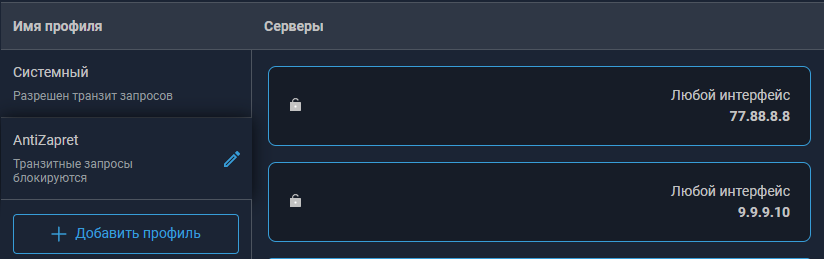 Имя профиля
Серверы
Системный
Разрешен транзит запросов
AntiZapret
Транзитные запросы
блокируются
Добавить профиль
Любой интерфейс
77.88.8.8
Любой интерфейс
9.9.9.10